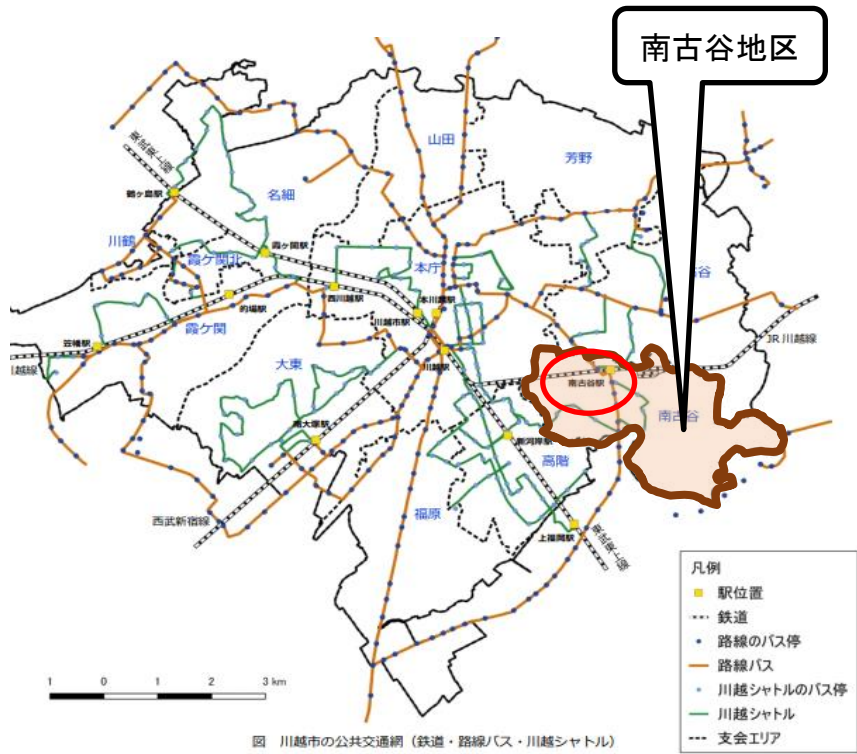 南古谷地区
山田
芳野
東武東上線
鶴ヶ島駅
名細
川鶴
霞ケ関駅
霞ケ関北
本庁
古谷
西川越駅
本川越駅
的場駅
川越市駅
笠幡駅
霞ケ関
JR川越線
川越線
大東
川越駅
南古谷駅
南古谷
南大塚駅
新河岸駅
高階
福原
西武新宿線
上福岡駅
東武東上線
凡例
駅位置
鉄道
路線のバス停
路線バス
川越シャトルのバス停
川越シャトル
支会エリア
1 0 1 2 3 km
図 川越市の公共交通網（鉄道・路線バス・川越シャトル）